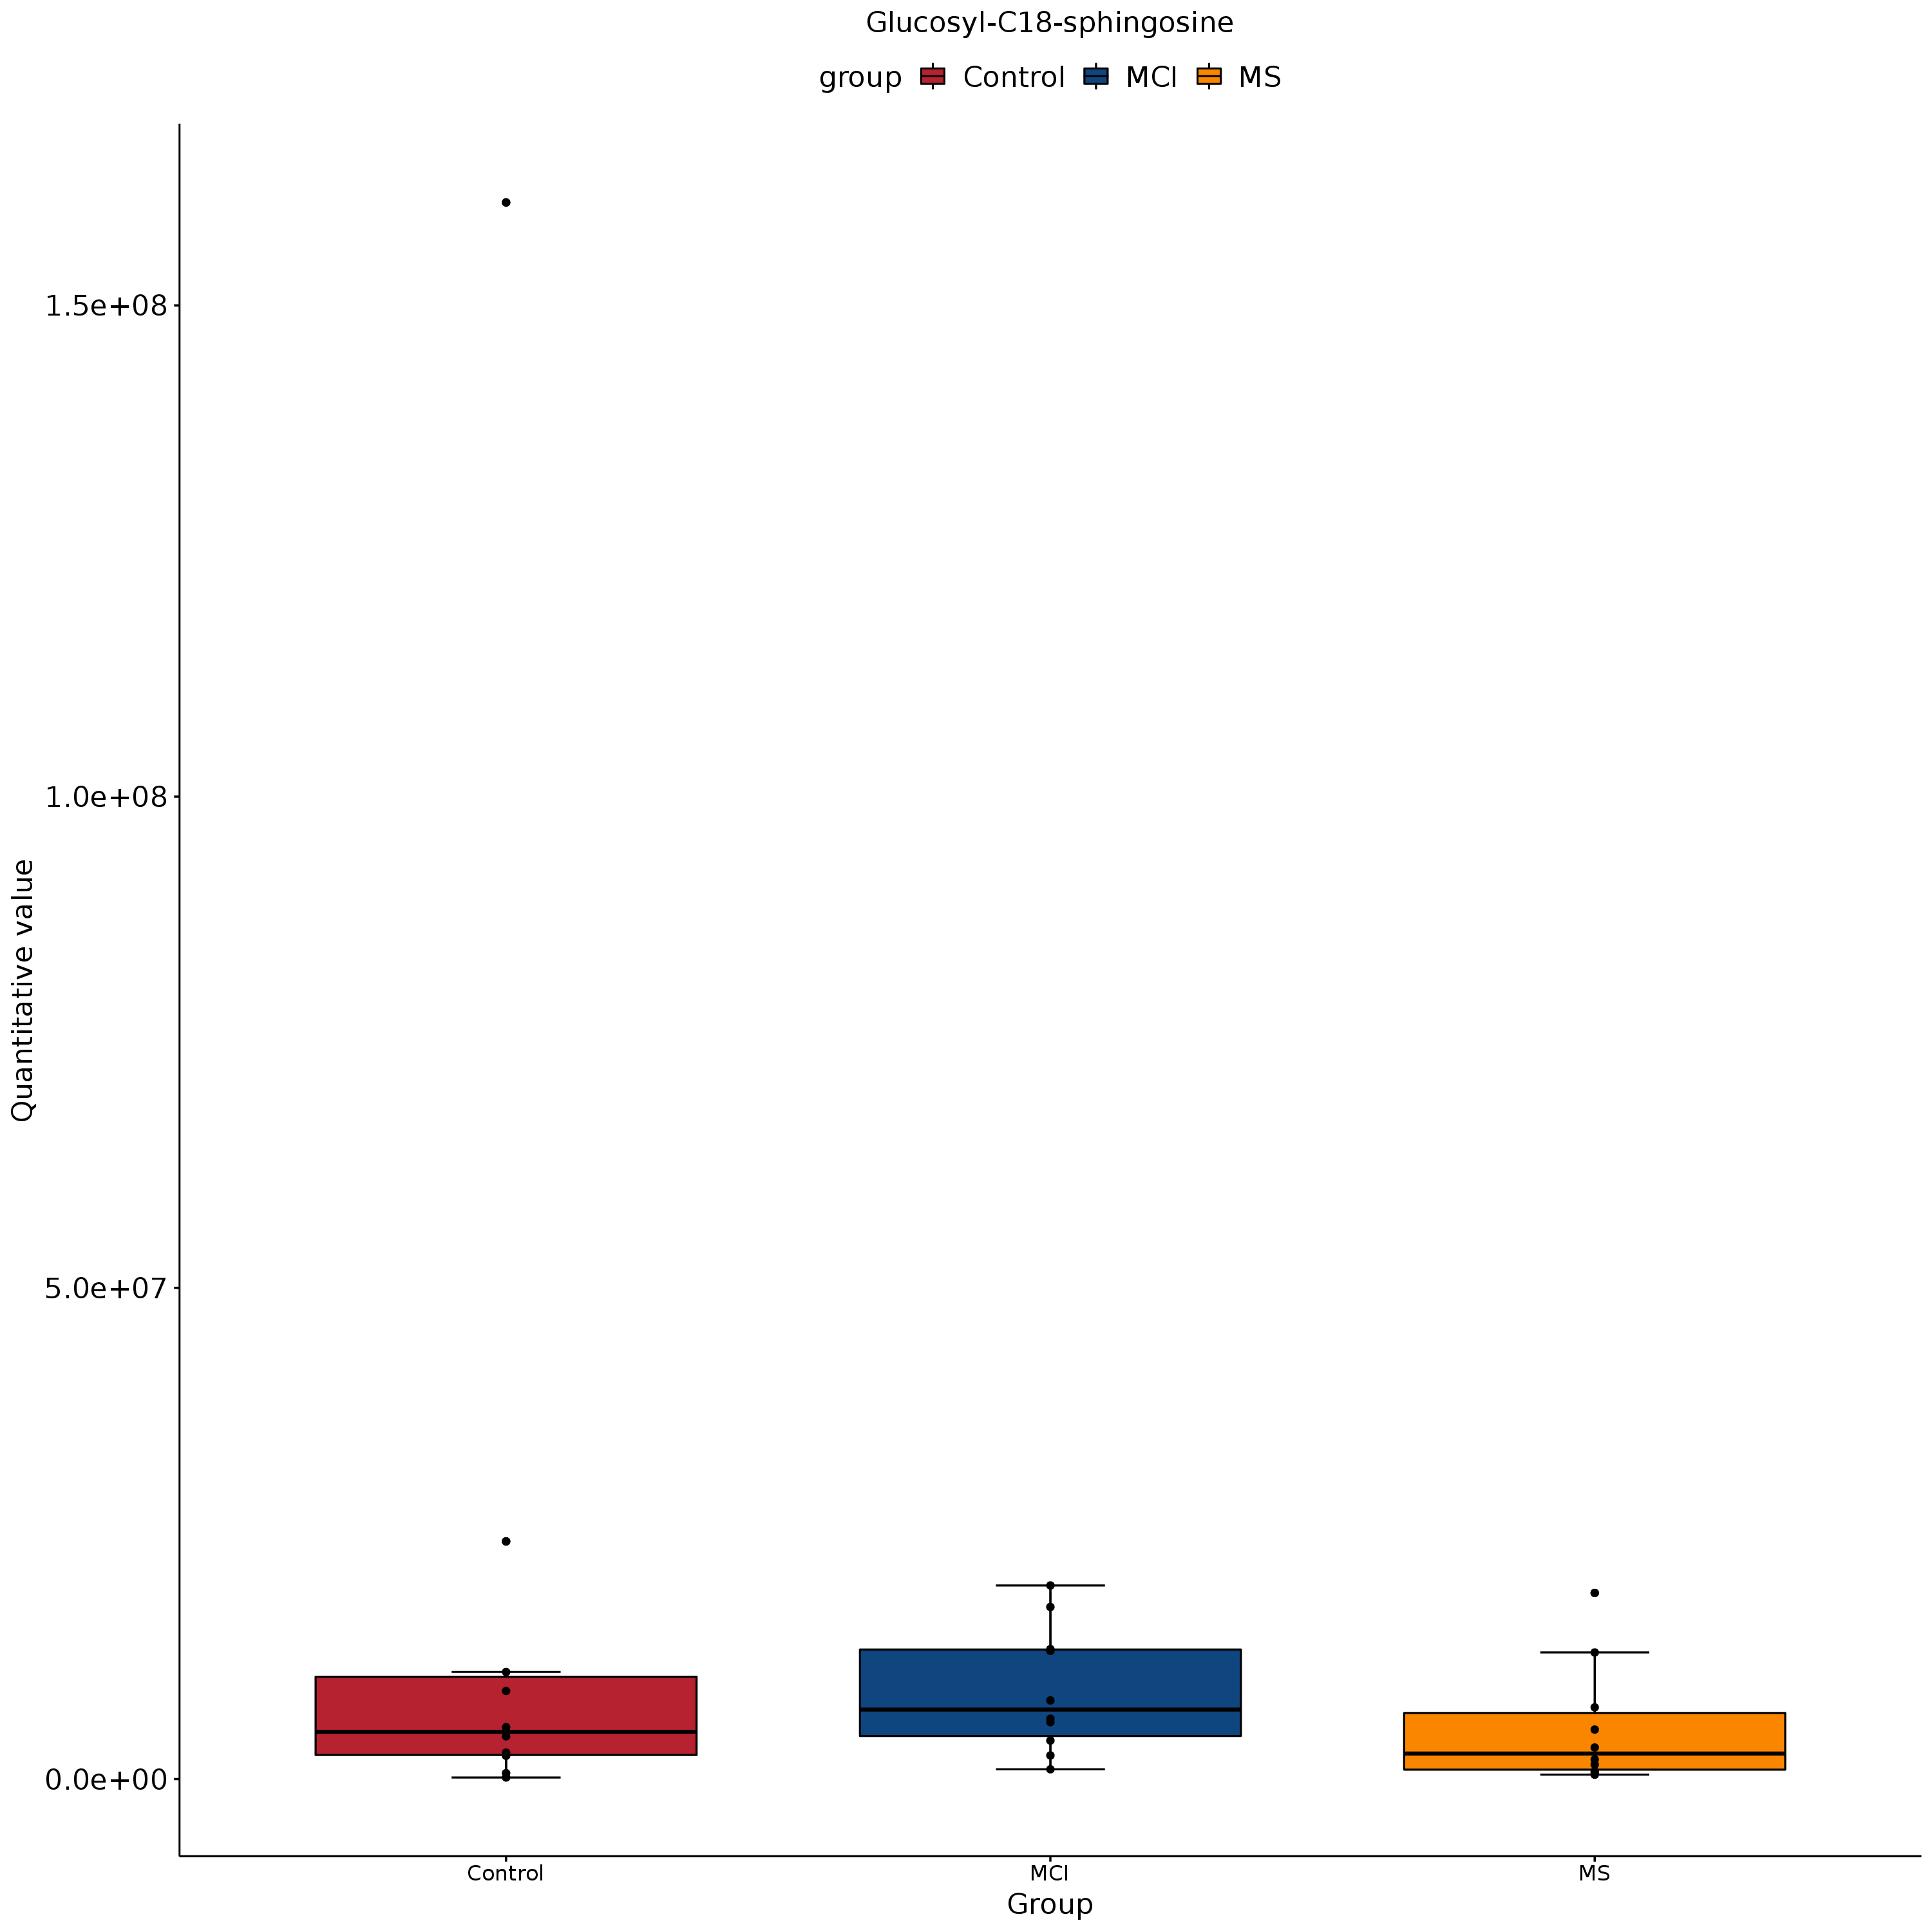 Glucosyl-C18-sphingosine
group Control MCI MS
1.5e+08
1.0e+08
5.0e+07
0.0e+00
Quantitative value
Control MCI MS
Group